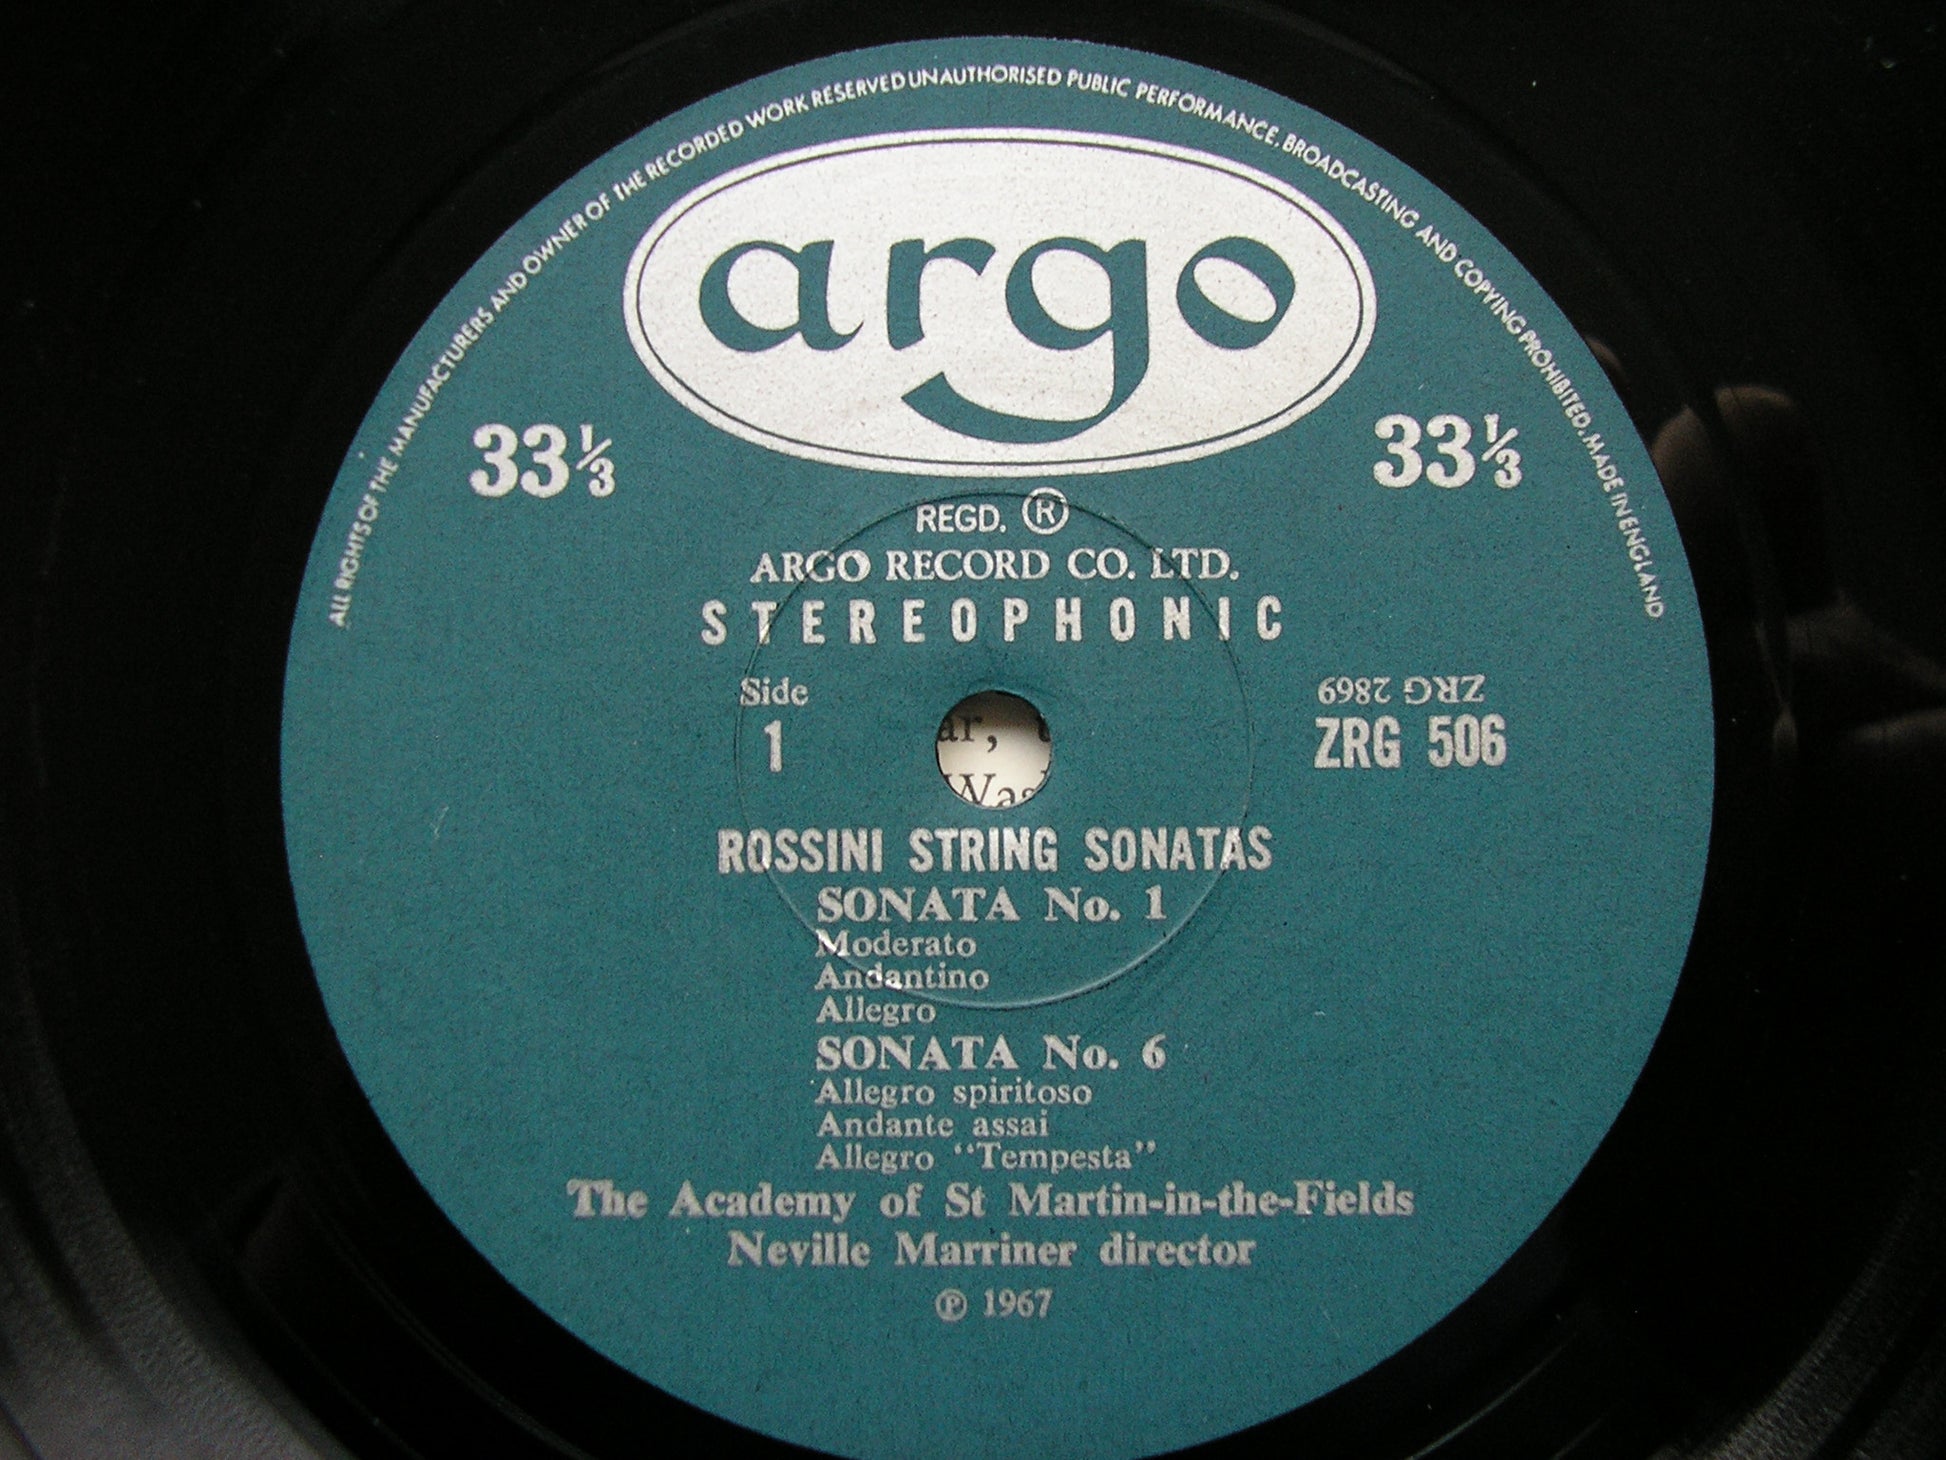 ALL RIGHTS OF THE MANUFACTURERS AND OWNER OF THE RECORDED WORK RESERVED UNAUTHORISED PUBLIC PERFORMANCE, BROADCASTING AND COPYING PROHIBITED. MADE IN ENGLAND
argo
33⅓ 33⅓
REGD. ®
ARGO RECORD CO. LTD.
STEREOPHONIC
Side
1
ZRG 2869
ZRG 506
ar,
ROSSINI STRING SONATAS
SONATA No. 1
Moderato
Andantino
Allegro
SONATA No. 6
Allegro spiritoso
Andante assai
Allegro "Tempesta"
The Academy of St Martin-in-the-Fields
Neville Marriner director
℗ 1967